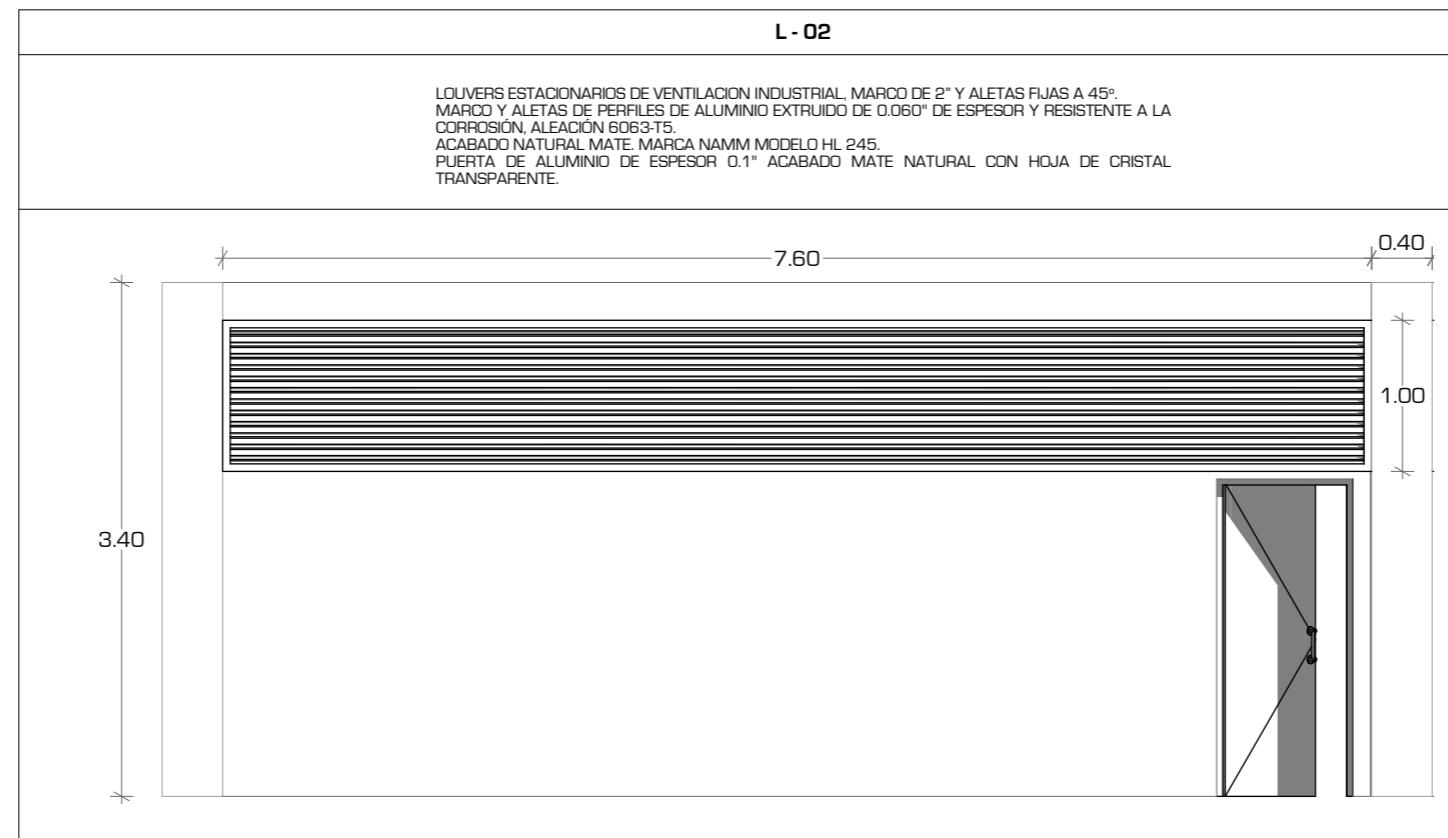 L - 02
LOUVERS ESTACIONARIOS DE VENTILACION INDUSTRIAL, MARCO DE 2" Y ALETAS FIJAS A 45º.
MARCO Y ALETAS DE PERFILES DE ALUMINIO EXTRUIDO DE 0.060" DE ESPESOR Y RESISTENTE A LA
CORROSIÓN, ALEACIÓN 6063-T5.
ACABADO NATURAL MATE. MARCA NAMM MODELO HL 245.
PUERTA DE ALUMINIO DE ESPESOR 0.1" ACABADO MATE NATURAL CON HOJA DE CRISTAL
TRANSPARENTE.
0.40
7.60
1.00
3.40